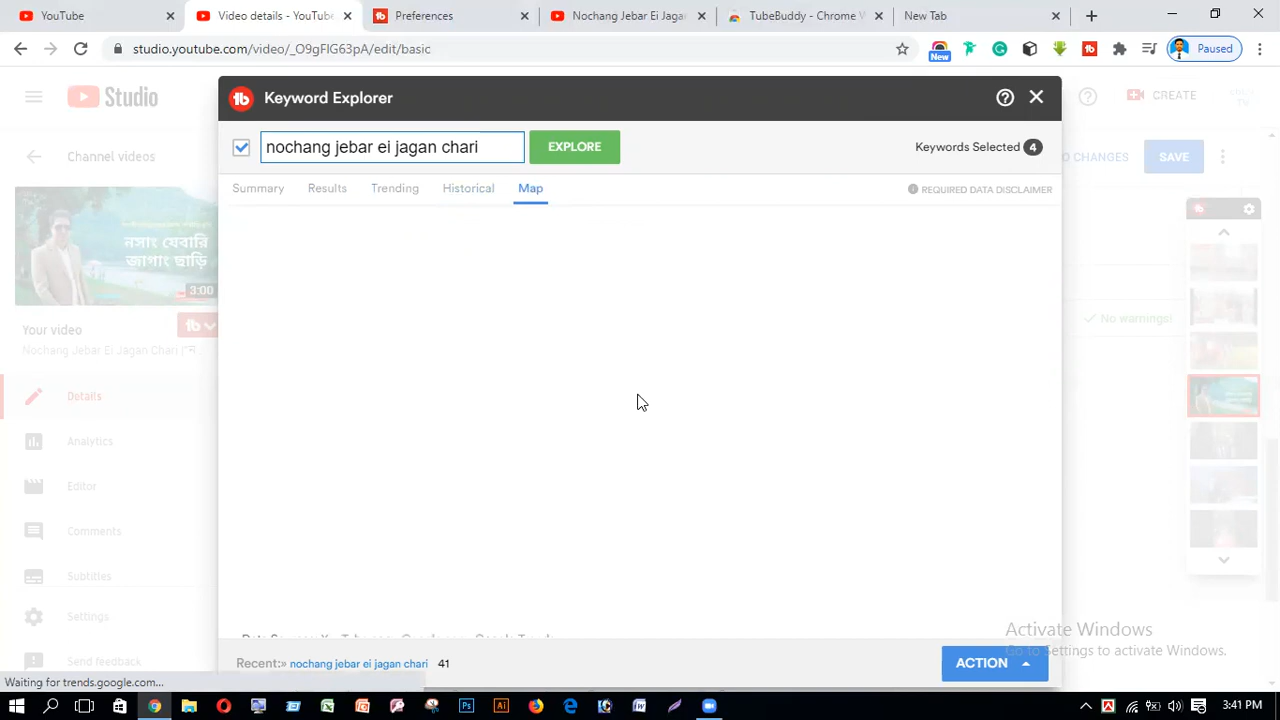 YouTube
Video details - YouTube
Preferences
Nochang Jebar Ei Jaga
TubeBuddy - Chrome
New Tab
studio.youtube.com/video/_O9gFIG63pA/edit/basic
New
Paused
Studio
CREATE
Channel videos
O CHANGES
SAVE
Keyword Explorer
nochang jebar ei jagan chari
EXPLORE
Keywords Selected 4
Summary
Results
Trending
Historical
Map
REQUIRED DATA DISCLAIMER
নসাং যেবারি
জাগাং ছাড়ি
3:00
Your video
Nochang Jebar Ei Jagan Chari
No warnings!
Details
Analytics
Editor
Comments
Subtitles
Settings
Send feedback
Activate Windows
Go to Settings to activate Windows.
Recent:» nochang jebar ei jagan chari 41
ACTION
Waiting for trends.google.com...
3:41 PM